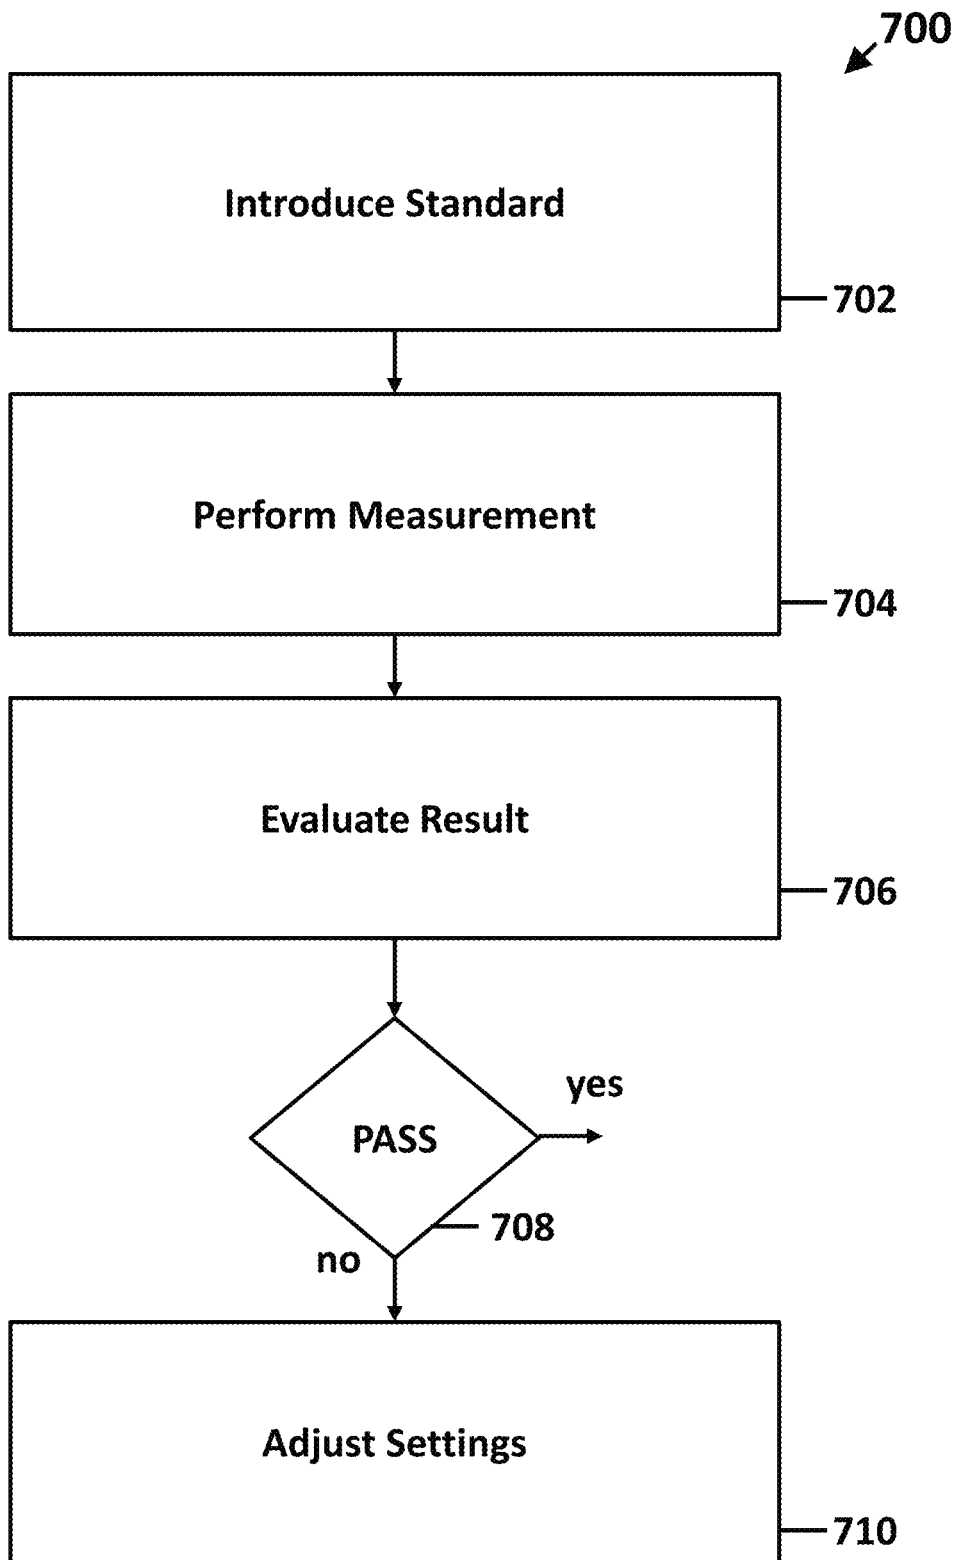 700
Introduce Standard
702
Perform Measurement
704
Evaluate Result
706
yes
PASS
708
no
Adjust Settings
710